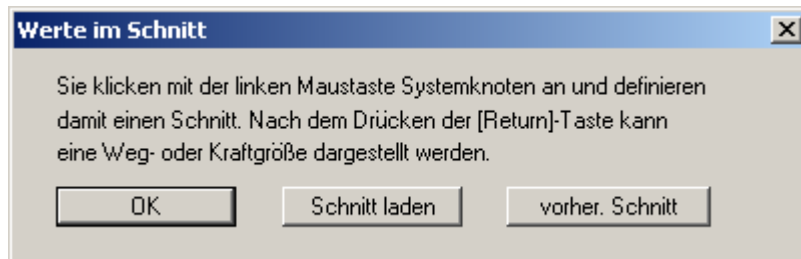 Werte im Schnitt
Sie klicken mit der linken Maustaste Systemknoten an und definieren
damit einen Schnitt. Nach dem Drücken der [Return]-Taste kann
eine Weg- oder Kraftgröße dargestellt werden.
OK Schnitt laden vorher. Schnitt